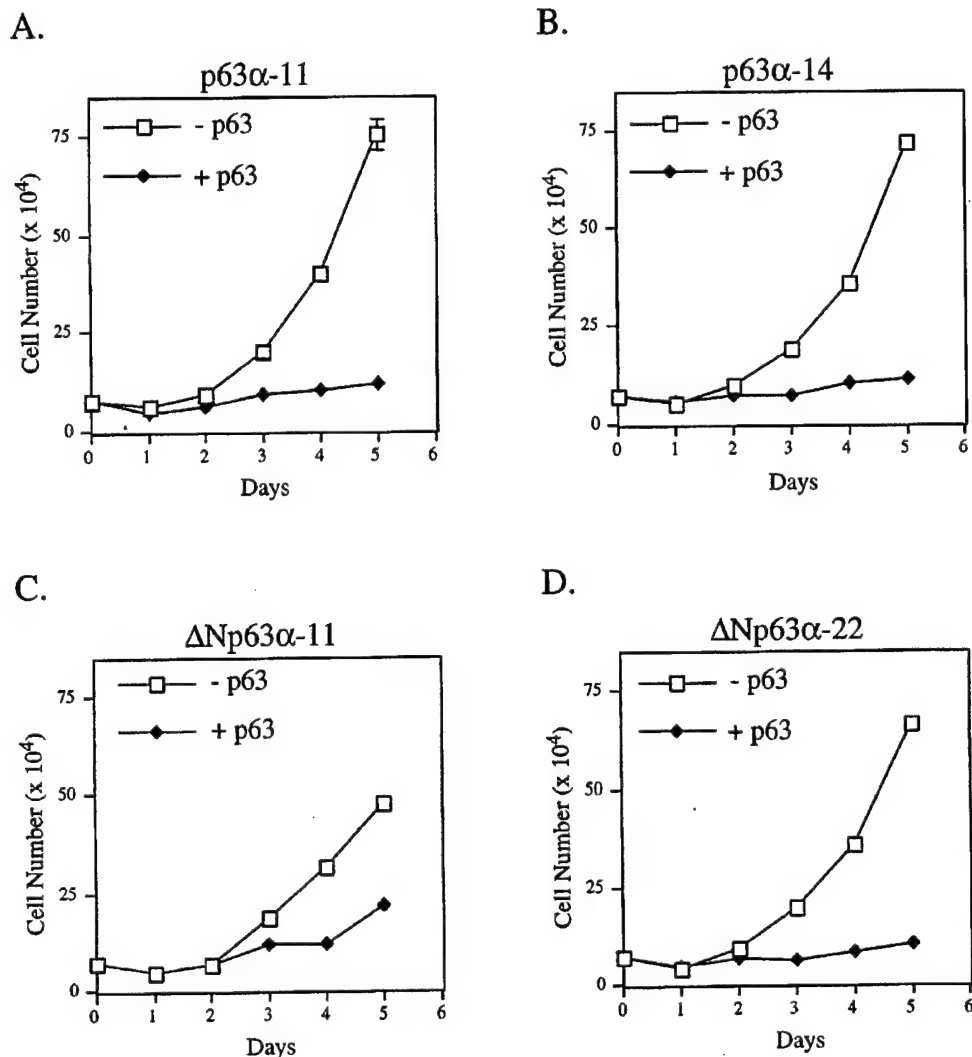 A.
p63α-11
75
50
25
0
Cell Number (x 10⁴)
- p63
+ p63
0 1 2 3 4 5 6
Days
B.
p63α-14
75
50
25
0
Cell Number (x 10⁴)
- p63
+ p63
0 1 2 3 4 5 6
Days
C.
ΔNp63α-11
75
50
25
0
Cell Number (x 10⁴)
- p63
+ p63
0 1 2 3 4 5 6
Days
D.
ΔNp63α-22
75
50
25
0
Cell Number (x 10⁴)
- p63
+ p63
0 1 2 3 4 5 6
Days